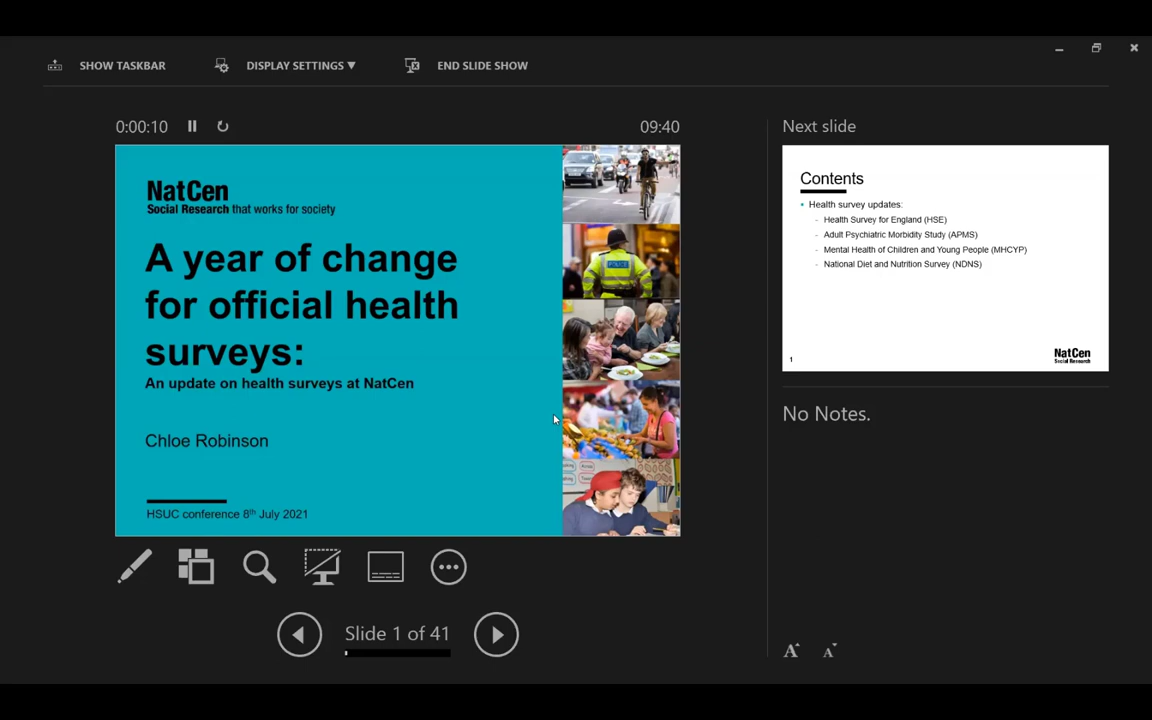 SHOW TASKBAR
DISPLAY SETTINGS ▼
END SLIDE SHOW
0:00:10
09:40
NatCen
Social Research that works for society
A year of change
for official health
surveys:
An update on health surveys at NatCen
Chloe Robinson
HSUC conference 8th July 2021
POLICE
Slide 1 of 41
Next slide
Contents
• Health survey updates:
- Health Survey for England (HSE)
- Adult Psychiatric Morbidity Study (APMS)
- Mental Health of Children and Young People (MHCYP)
- National Diet and Nutrition Survey (NDNS)
1
NatCen
Social Research
No Notes.
A A